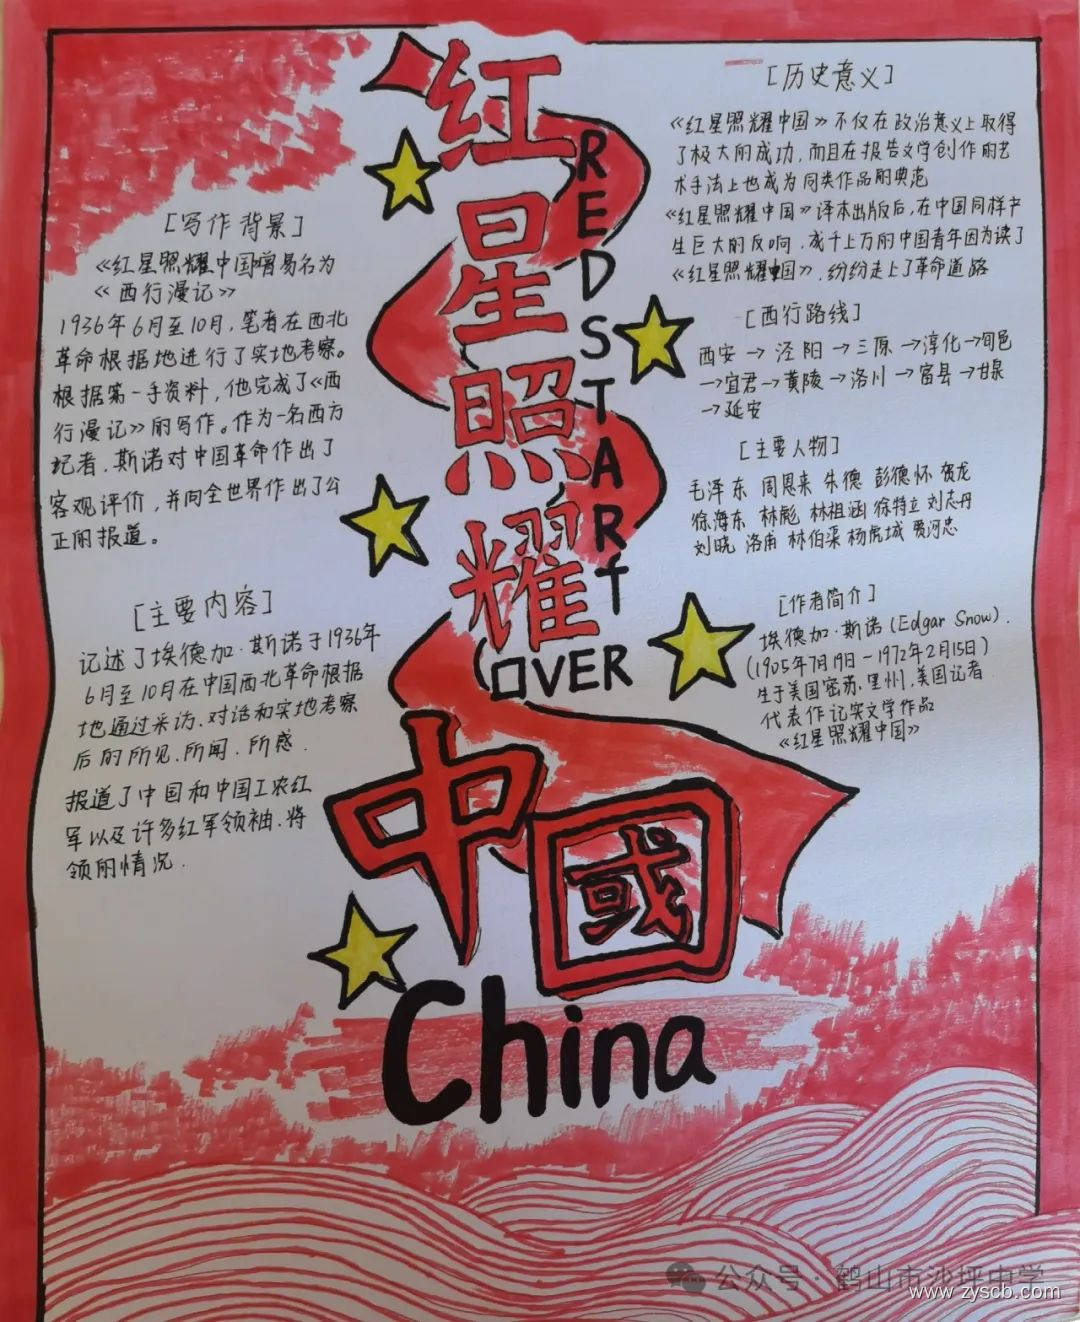 红星照耀
RED STARt
OVER
中國
China
[写作背景]
《红星照耀中国曾易名为
《西行漫记》
1936年6月至10月,笔者在西北
革命根据地进行了实地考察。
根据第一手资料,他完成了《西
行漫记》的写作。作为一名西方
记者,斯诺对中国革命作出了
客观评价,并向全世界作出了公
正的报道。
[主要内容]
记述了埃德加·斯诺于1936年
6月至10月在中国西北革命根据
地通过采访、对话和实地考察
后的所见、所闻、所感.
报道了中国和中国工农红
军以及许多红军领袖、将
领的情况.
[历史意义]
《红星照耀中国》不仅在政治意义上取得
了极大的成功,而且在报告文学创作的艺
术手法上也成为同类作品的典范
《红星照耀中国》译本出版后,在中国同样产
生巨大的反响,成千上万的中国青年因为读了
《红星照耀中国》,纷纷走上了革命道路
[西行路线]
西安→泾阳→三原→淳化→旬邑
→宜君→黄陵→洛川→富县→甘泉
→延安
[主要人物]
毛泽东 周恩来 朱德 彭德怀 贺龙
徐海东 林彪 林祖涵 徐特立 刘志丹
刘晓 洛甫 林伯渠 杨虎城 贾河忠
[作者简介]
埃德加·斯诺(Edgar Snow).
(1905年7月19日-1972年2月15日)
生于美国密苏里州,美国记者
代表作记实文学作品
《红星照耀中国》
公众号·鹤山市沙坪中学
www.zyscb.com